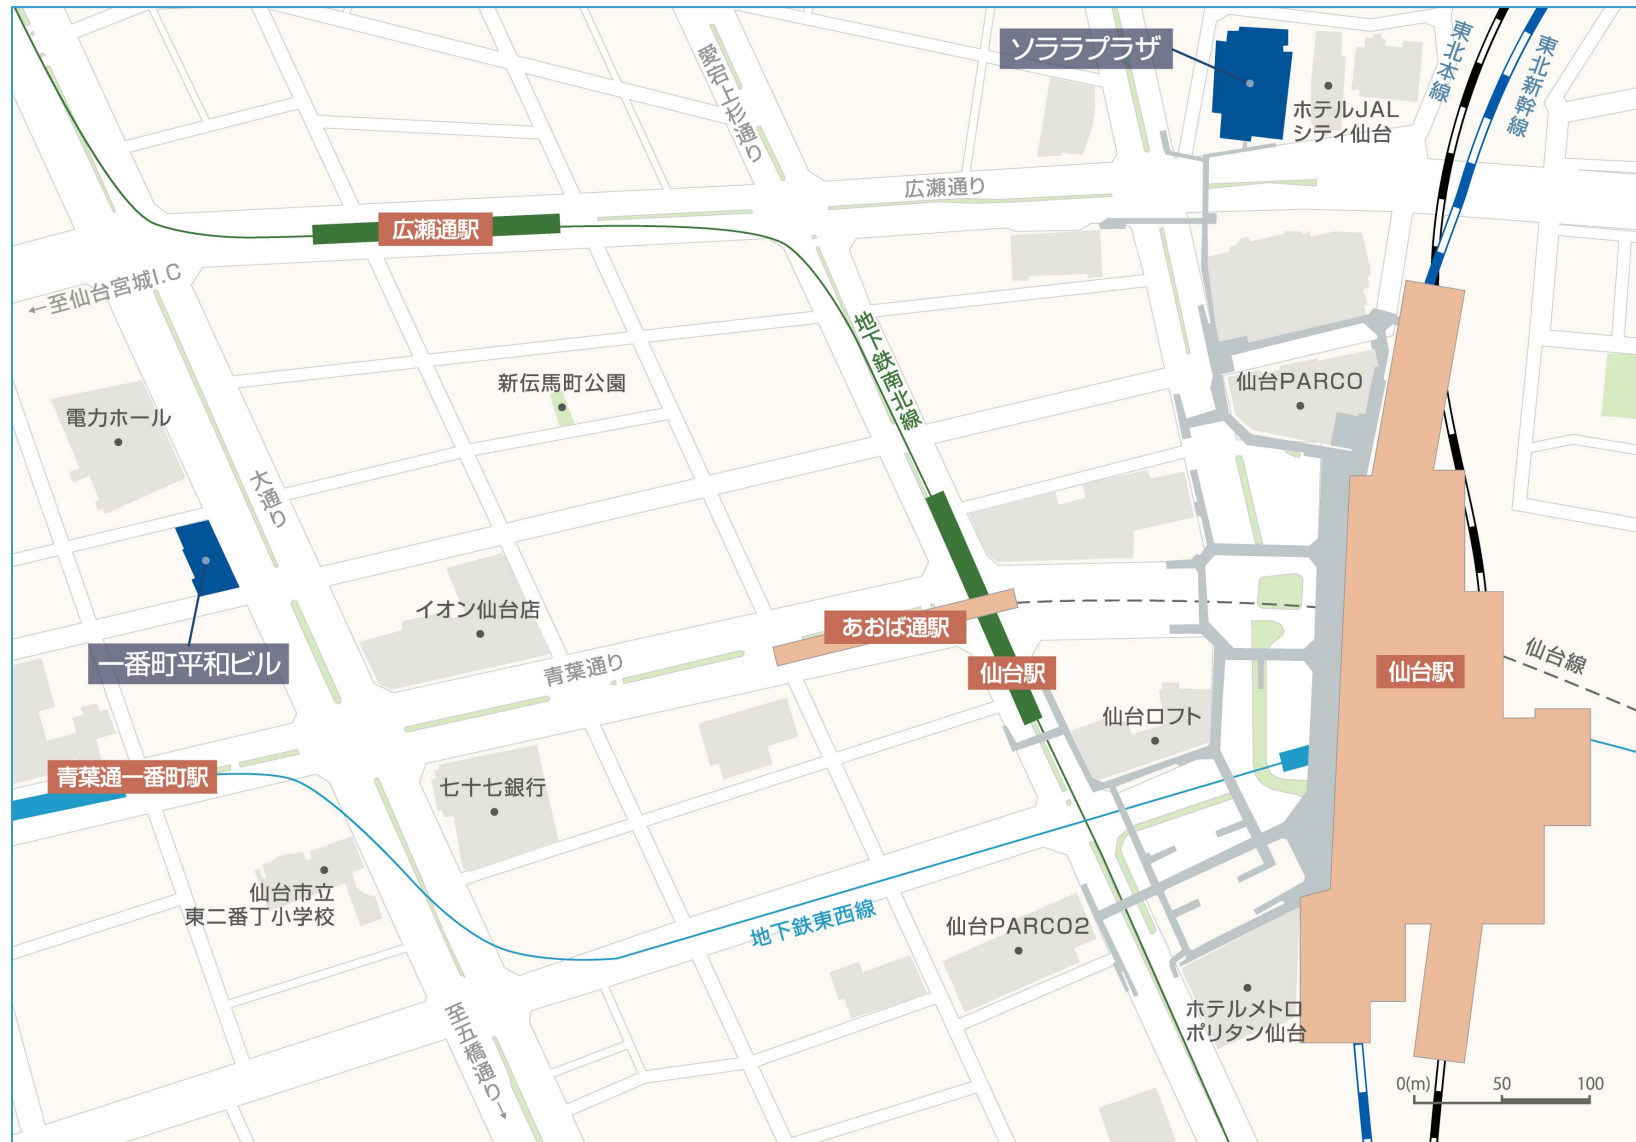 ソララプラザ
東北本線
東北新幹線
愛宕上杉通り
ホテルJAL
シティ仙台
広瀬通り
広瀬通駅
←至仙台宮城I.C
地下鉄南北線
新伝馬町公園
仙台PARCO
電力ホール
大通り
イオン仙台店
あおば通駅
一番町平和ビル
青葉通り
仙台駅
仙台駅
仙台線
仙台ロフト
青葉通一番町駅
七十七銀行
仙台市立
東二番丁小学校
地下鉄東西線
仙台PARCO2
ホテルメトロ
ポリタン仙台
至五橋通り→
0(m) 50 100